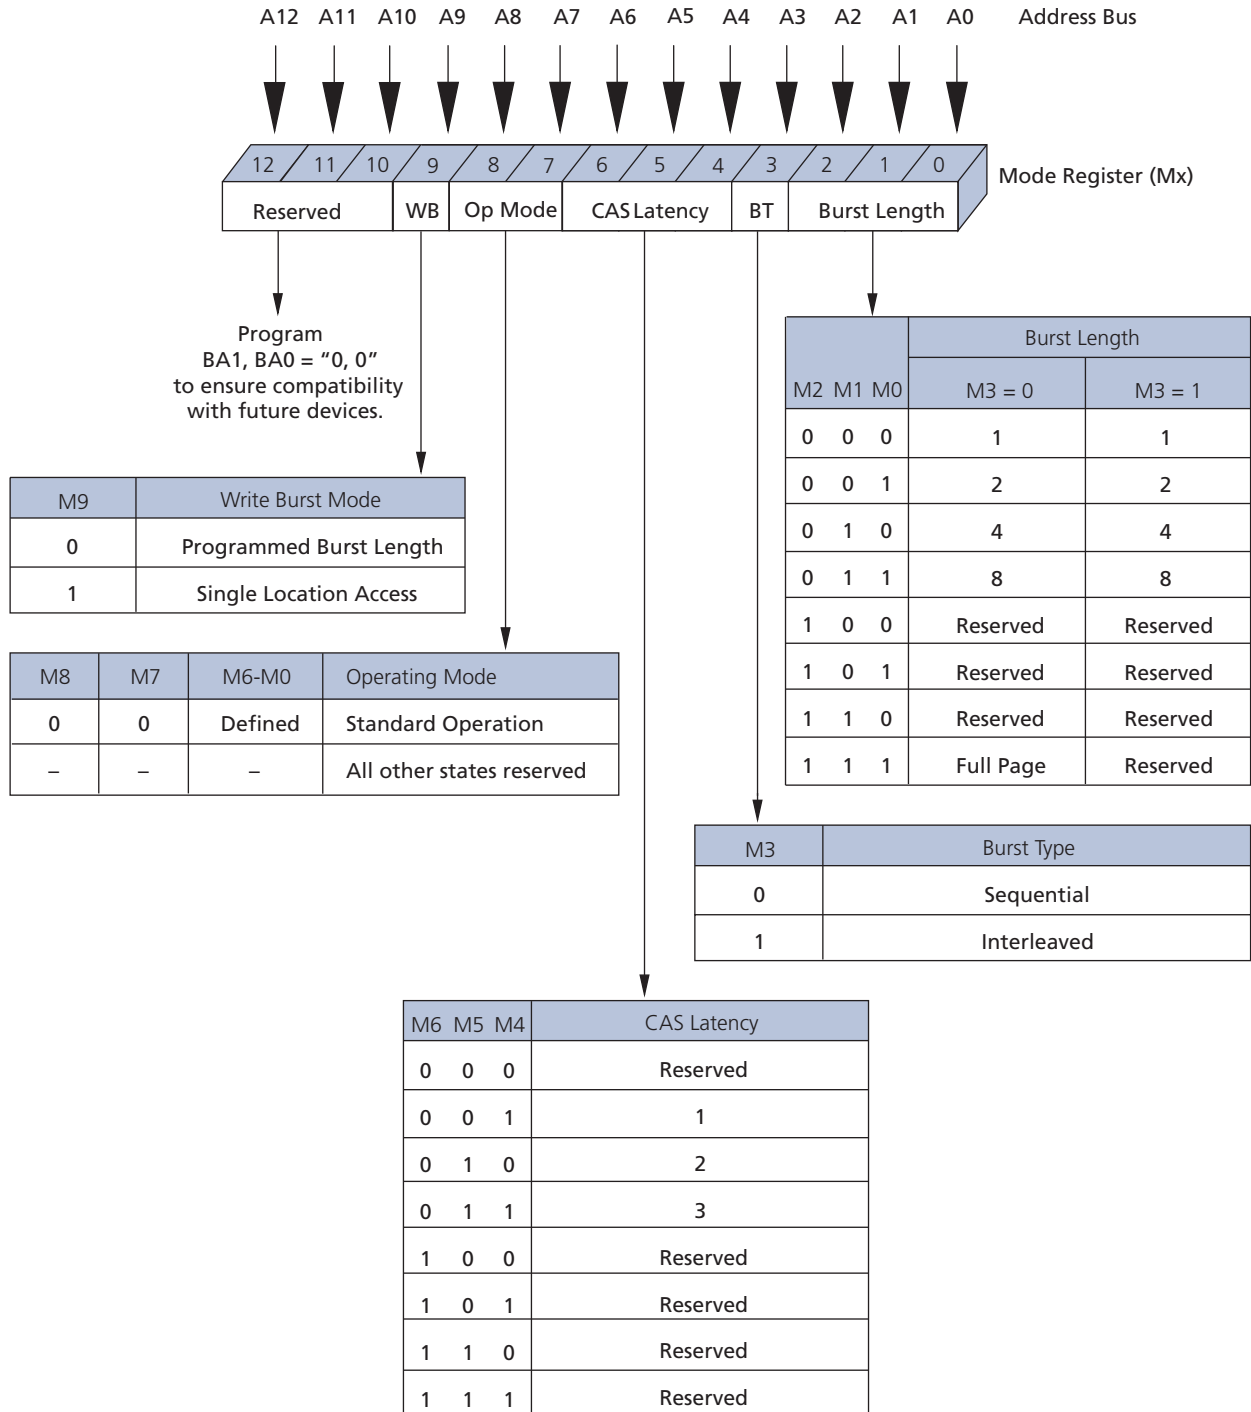 A12 A11 A10 A9 A8 A7 A6 A5 A4 A3 A2 A1 A0 Address Bus
12 11 10 9 8 7 6 5 4 3 2 1 0
Mode Register (Mx)
Reserved WB Op Mode CAS Latency BT Burst Length
Program
BA1, BA0 = “0, 0”
to ensure compatibility
with future devices.
Burst Length
M2 M1 M0 M3 = 0 M3 = 1
0 0 0 1 1
0 0 1 2 2
0 1 0 4 4
0 1 1 8 8
1 0 0 Reserved Reserved
1 0 1 Reserved Reserved
1 1 0 Reserved Reserved
1 1 1 Full Page Reserved
M9 Write Burst Mode
0 Programmed Burst Length
1 Single Location Access
M8 M7 M6-M0 Operating Mode
0 0 Defined Standard Operation
– – – All other states reserved
M3 Burst Type
0 Sequential
1 Interleaved
M6 M5 M4 CAS Latency
0 0 0 Reserved
0 0 1 1
0 1 0 2
0 1 1 3
1 0 0 Reserved
1 0 1 Reserved
1 1 0 Reserved
1 1 1 Reserved